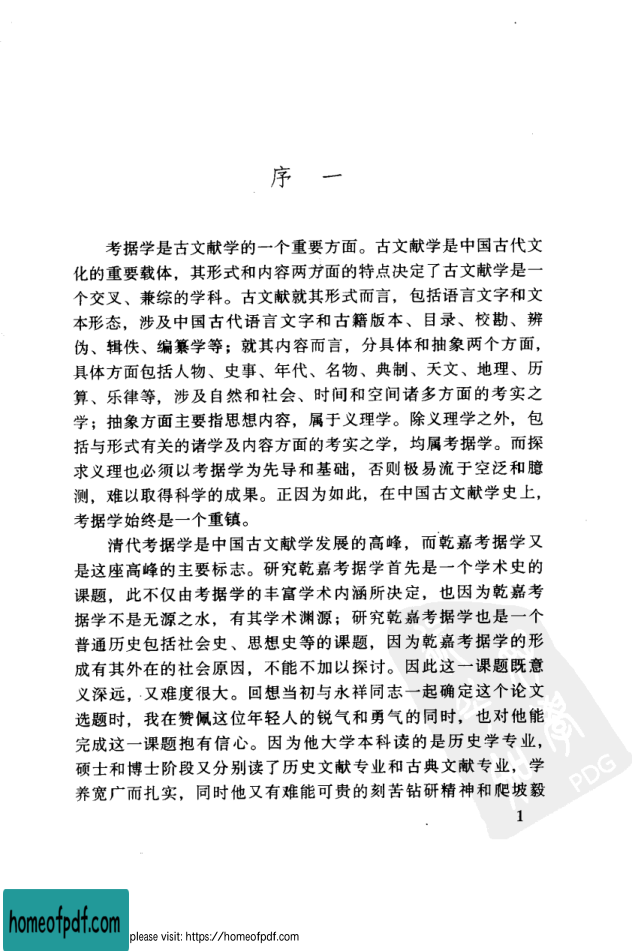 序 一
考据学是古文献学的一个重要方面。古文献学是中国古代文
化的重要载体，其形式和内容两方面的特点决定了古文献学是一
个交叉、兼综的学科。古文献就其形式而言，包括语言文字和文
本形态，涉及中国古代语言文字和古籍版本、目录、校勘、辨
伪、辑佚、编纂学等；就其内容而言，分具体和抽象两个方面，
具体方面包括人物、史事、年代、名物、典制、天文、地理、历
算、乐律等，涉及自然和社会、时间和空间诸多方面的考实之
学；抽象方面主要指思想内容，属于义理学。除义理学之外，包
括与形式有关的诸学及内容方面的考实之学，均属考据学。而探
求义理也必须以考据学为先导和基础，否则极易流于空泛和臆
测，难以取得科学的成果。正因为如此，在中国古文献学史上，
考据学始终是一个重镇。
清代考据学是中国古文献学发展的高峰，而乾嘉考据学又
是这座高峰的主要标志。研究乾嘉考据学首先是一个学术史的
课题，此不仅由考据学的丰富学术内涵所决定，也因为乾嘉考
据学不是无源之水，有其学术渊源；研究乾嘉考据学也是一个
普通历史包括社会史、思想史等的课题，因为乾嘉考据学的形
成有其外在的社会原因，不能不加以探讨。因此这一课题既意
义深远，又难度很大。回想当初与永祥同志一起确定这个论文
选题时，我在赞佩这位年轻人的锐气和勇气的同时，也对他能
完成这一课题抱有信心。因为他大学本科读的是历史学专业，
硕士和博士阶段又分别读了历史文献专业和古典文献专业，学
养宽广而扎实，同时他又有难能可贵的刻苦钻研精神和爬坡毅
PDG
1
homeofpdf.com
please visit: https://homeofpdf.com